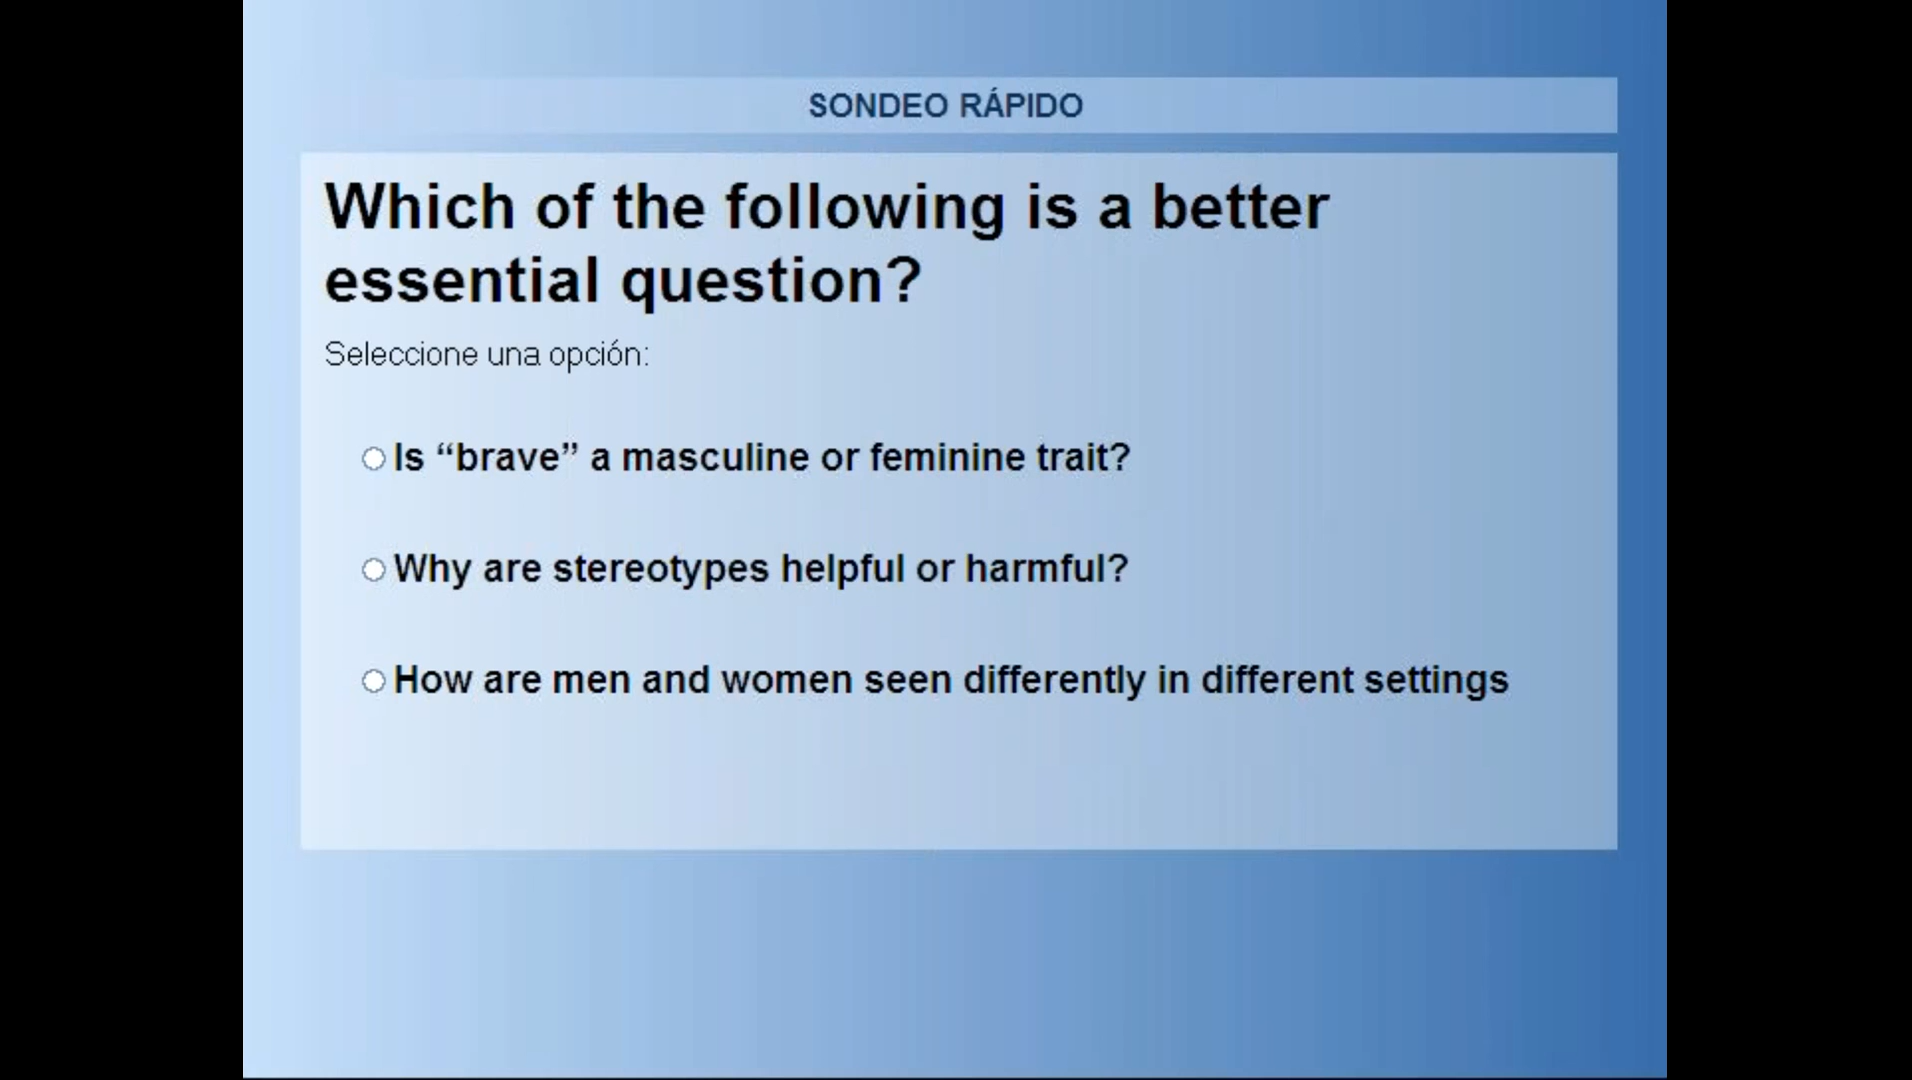 SONDEO RÁPIDO
Which of the following is a better
essential question?
Seleccione una opción:
Is “brave” a masculine or feminine trait?
Why are stereotypes helpful or harmful?
How are men and women seen differently in different settings